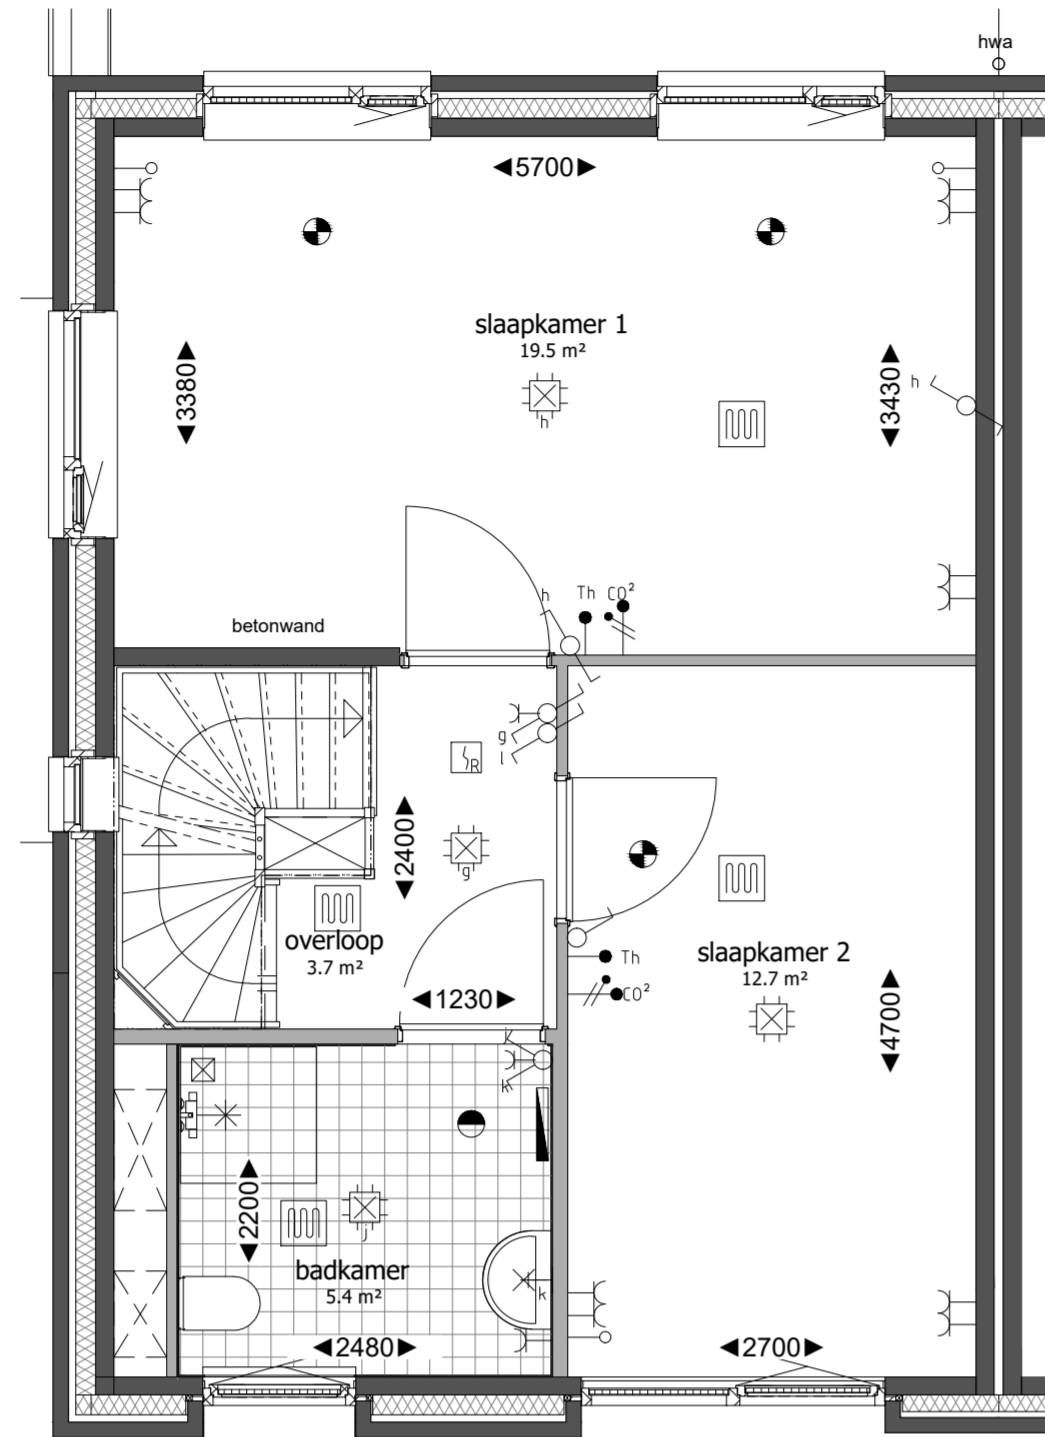 hwa
5700
slaapkamer 1
19.5 m²
3380
3430
h
h
betonwand
h
Th
CO²
g
l
R
2400
g
overloop
3.7 m²
1230
Th
CO²
slaapkamer 2
12.7 m²
4700
k
k
2200
j
badkamer
5.4 m²
k
2480
2700